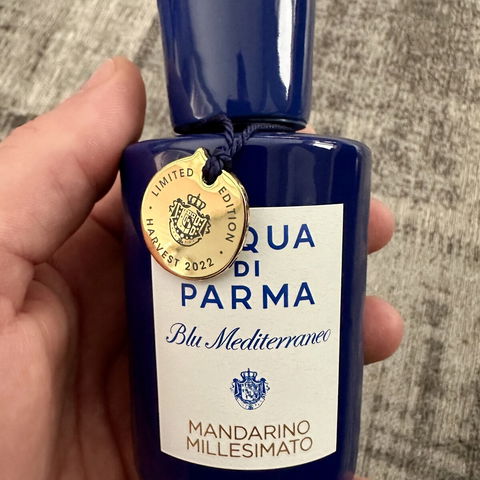 LIMITED EDITION
HARVEST 2022
QUA
DI
PARMA
Blu Mediterraneo
MANDARINO
MILLESIMATO